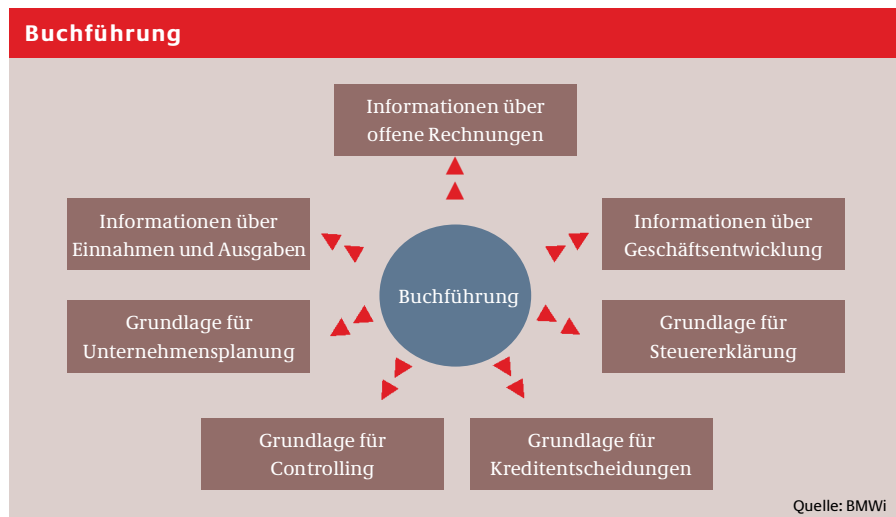 Buchführung
Informationen über
offene Rechnungen
Informationen über
Einnahmen und Ausgaben
Informationen über
Geschäftsentwicklung
Buchführung
Grundlage für
Unternehmensplanung
Grundlage für
Steuererklärung
Grundlage für
Controlling
Grundlage für
Kreditentscheidungen
Quelle: BMWi